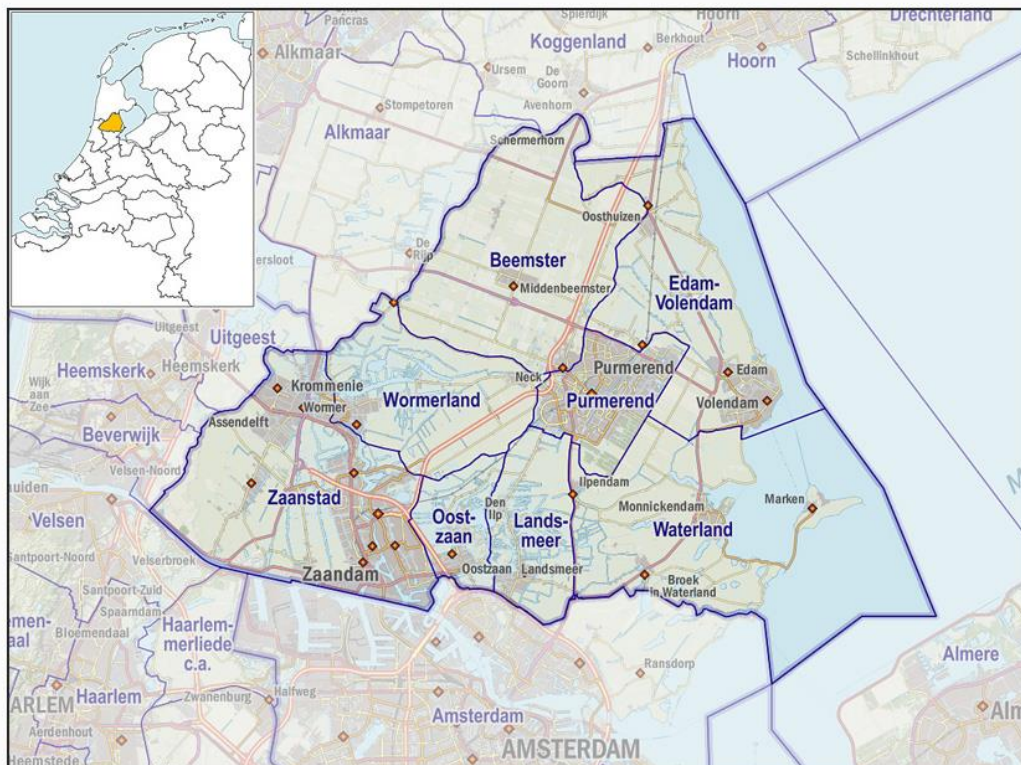 Pancras
Spierdijk
Hoorn
Drechterland
Alkmaar
Koggenland
Berkhout
Hoorn
Schellinkhout
Ursem
De
Goorn
Avenhorn
Stompetoren
Alkmaar
Schermerhorn
Oosthuizen
De
Rijp
Beemster
Middenbeemster
Edam-
Volendam
Uitgeest
Uitgeest
Heemskerk
Heemskerk
Wijk
aan
Zee
Krommenie
Wormer
Wormerland
Neck
Purmerend
Purmerend
Edam
Volendam
Assendelft
Beverwijk
Velsen-Noord
Ilpendam
Marken
Monnickendam
Zaanstad
Oost-
zaan
Den
Ilp
Lands-
meer
Waterland
Velsen
Santpoort-Noord
Velserbroek
Zaandam
Oostzaan
Landsmeer
Broek
In Waterland
Santpoort-Zuid
Spaarndam
Bloemendaal
Haarlem-
merliede
c.a.
Ransdorp
Almere
Haarlem
Zwanenburg
Halfweg
Aerdenhout
Amsterdam
AMSTERDAM
Heemstede